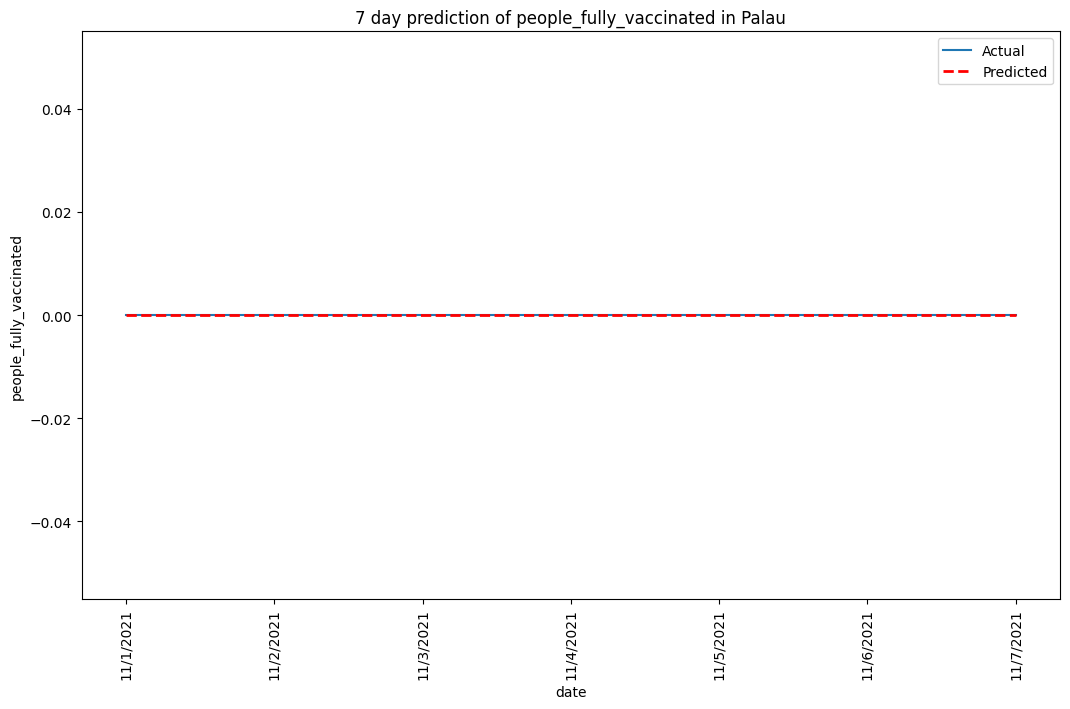 7 day prediction of people_fully_vaccinated in Palau
Actual
Predicted
0.04
0.02
0.00
−0.02
−0.04
people_fully_vaccinated
11/1/2021
11/2/2021
11/3/2021
11/4/2021
11/5/2021
11/6/2021
11/7/2021
date